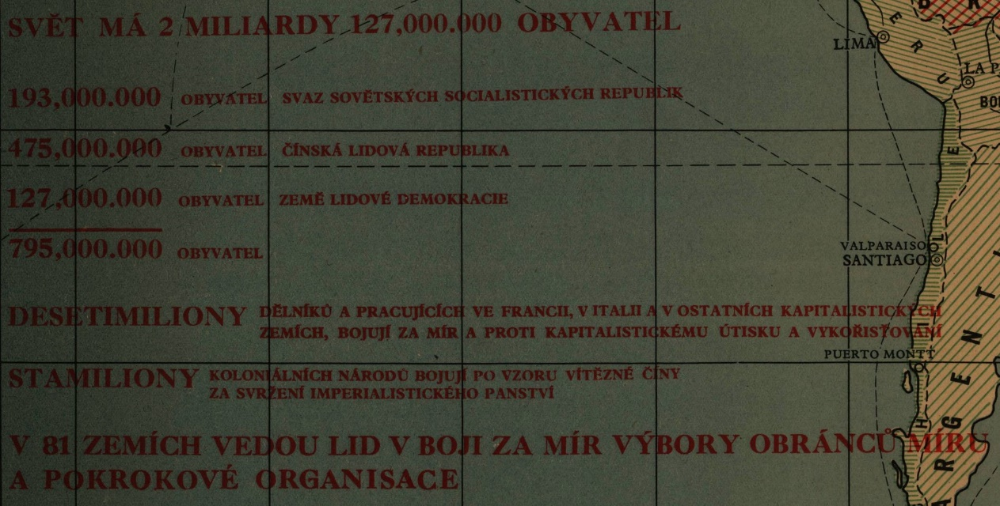 SVĚT MÁ 2 MILIARDY 127,000.000 OBYVATEL
193,000.000 OBYVATEL SVAZ SOVĚTSKÝCH SOCIALISTICKÝCH REPUBLIK
475,000.000 OBYVATEL ČÍNSKÁ LIDOVÁ REPUBLIKA
127,000.000 OBYVATEL ZEMĚ LIDOVÉ DEMOKRACIE
795,000.000 OBYVATEL
DESETIMILIONY DĚLNÍKŮ A PRACUJÍCÍCH VE FRANCII, V ITALII A V OSTATNÍCH KAPITALISTICKÝCH
ZEMÍCH, BOJUJÍ ZA MÍR A PROTI KAPITALISTICKÉMU ÚTISKU A VYKOŘISŤOVÁNÍ
STAMILIONY KOLONIÁLNÍCH NÁRODŮ BOJUJÍ PO VZORU VÍTĚZNÉ ČÍNY
ZA SVRŽENÍ IMPERIALISTICKÉHO PANSTVÍ
V 81 ZEMÍCH VEDOU LID V BOJI ZA MÍR VÝBORY OBRÁNCŮ MÍRU
A POKROKOVÉ ORGANISACE
LIMA
VALPARAISO
SANTIAGO
PUERTO MONTT